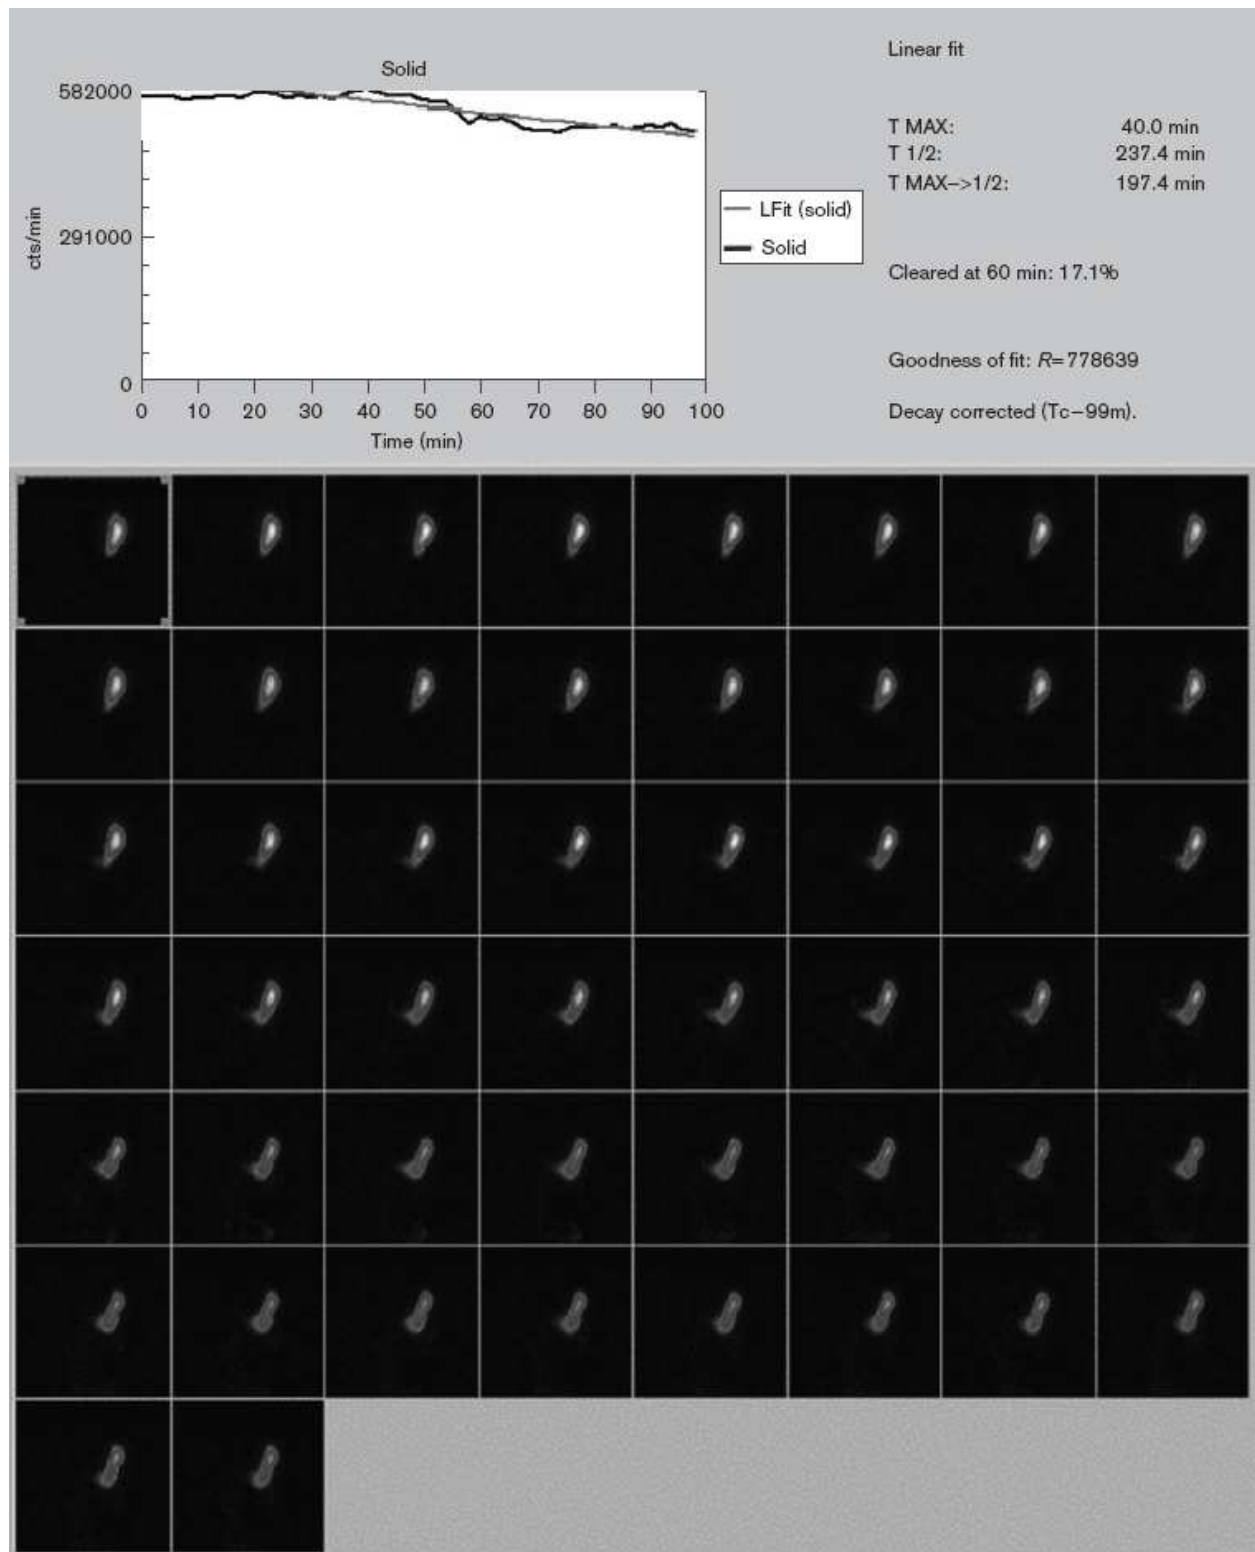 Solid
582000
291000
0
cts/min
0 10 20 30 40 50 60 70 80 90 100
Time (min)
LFit (solid)
Solid
Linear fit
T MAX: 40.0 min
T 1/2: 237.4 min
T MAX−>1/2: 197.4 min
Cleared at 60 min: 17.1%
Goodness of fit: R=778639
Decay corrected (Tc−99m).